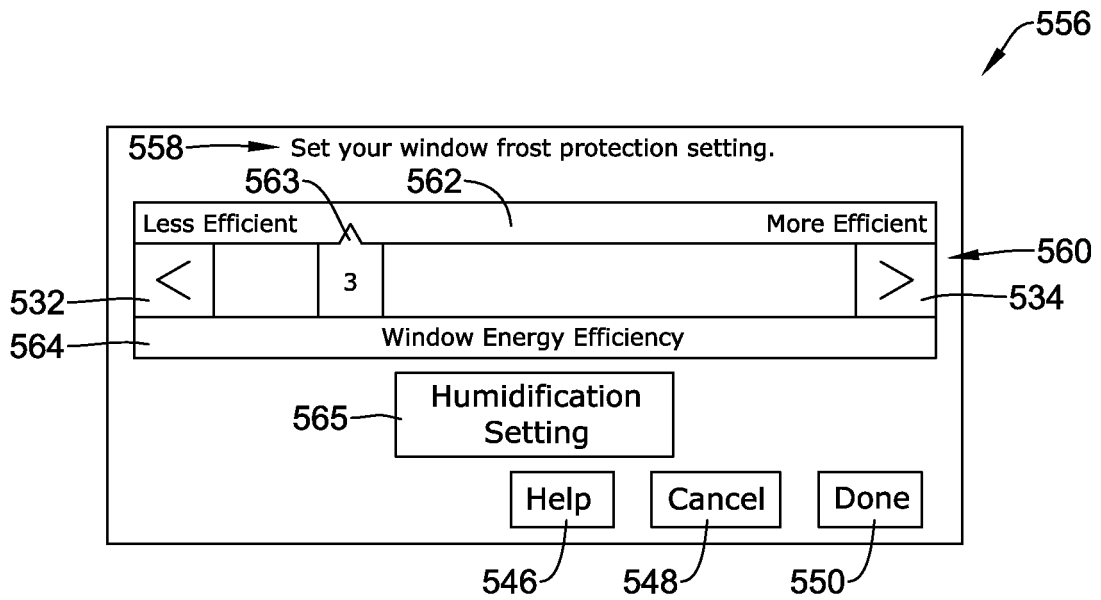 556
558 Set your window frost protection setting.
563 562
Less Efficient More Efficient
560
< 3 >
532 534
Window Energy Efficiency
564
Humidification
565
Setting
Help Cancel Done
546 548 550